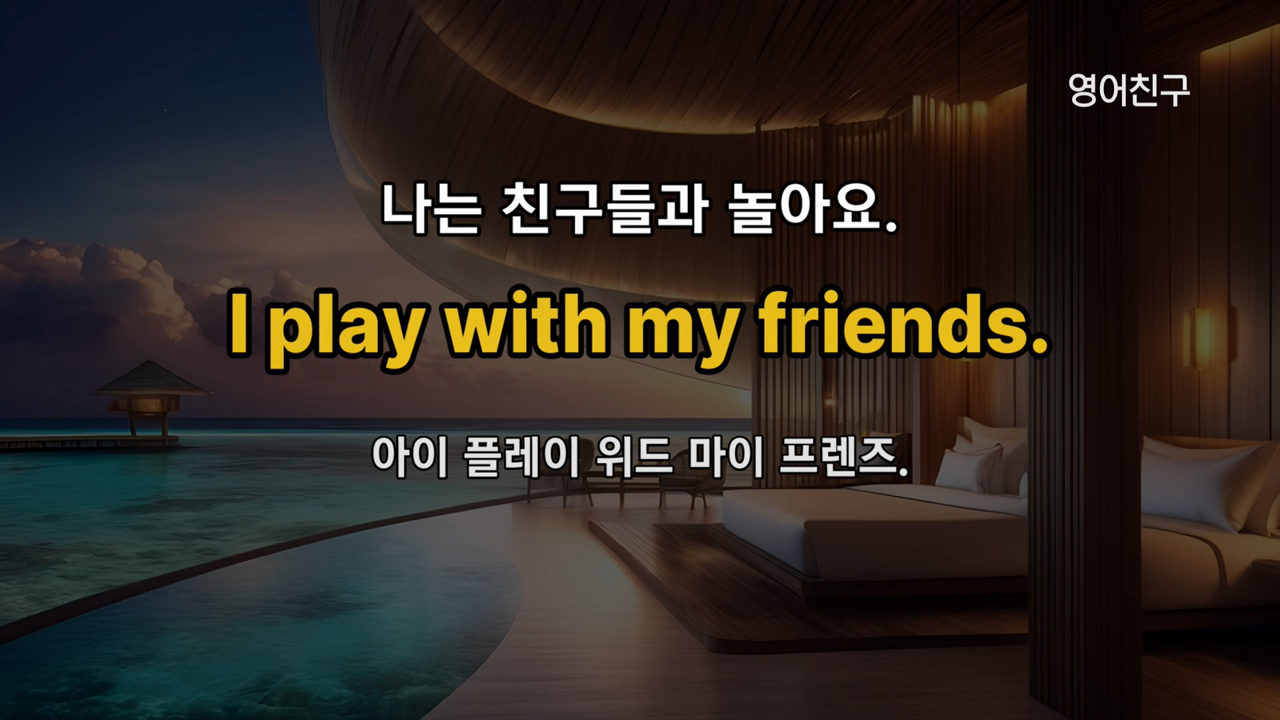 영어친구
나는 친구들과 놀아요.
I play with my friends.
아이 플레이 위드 마이 프렌즈.